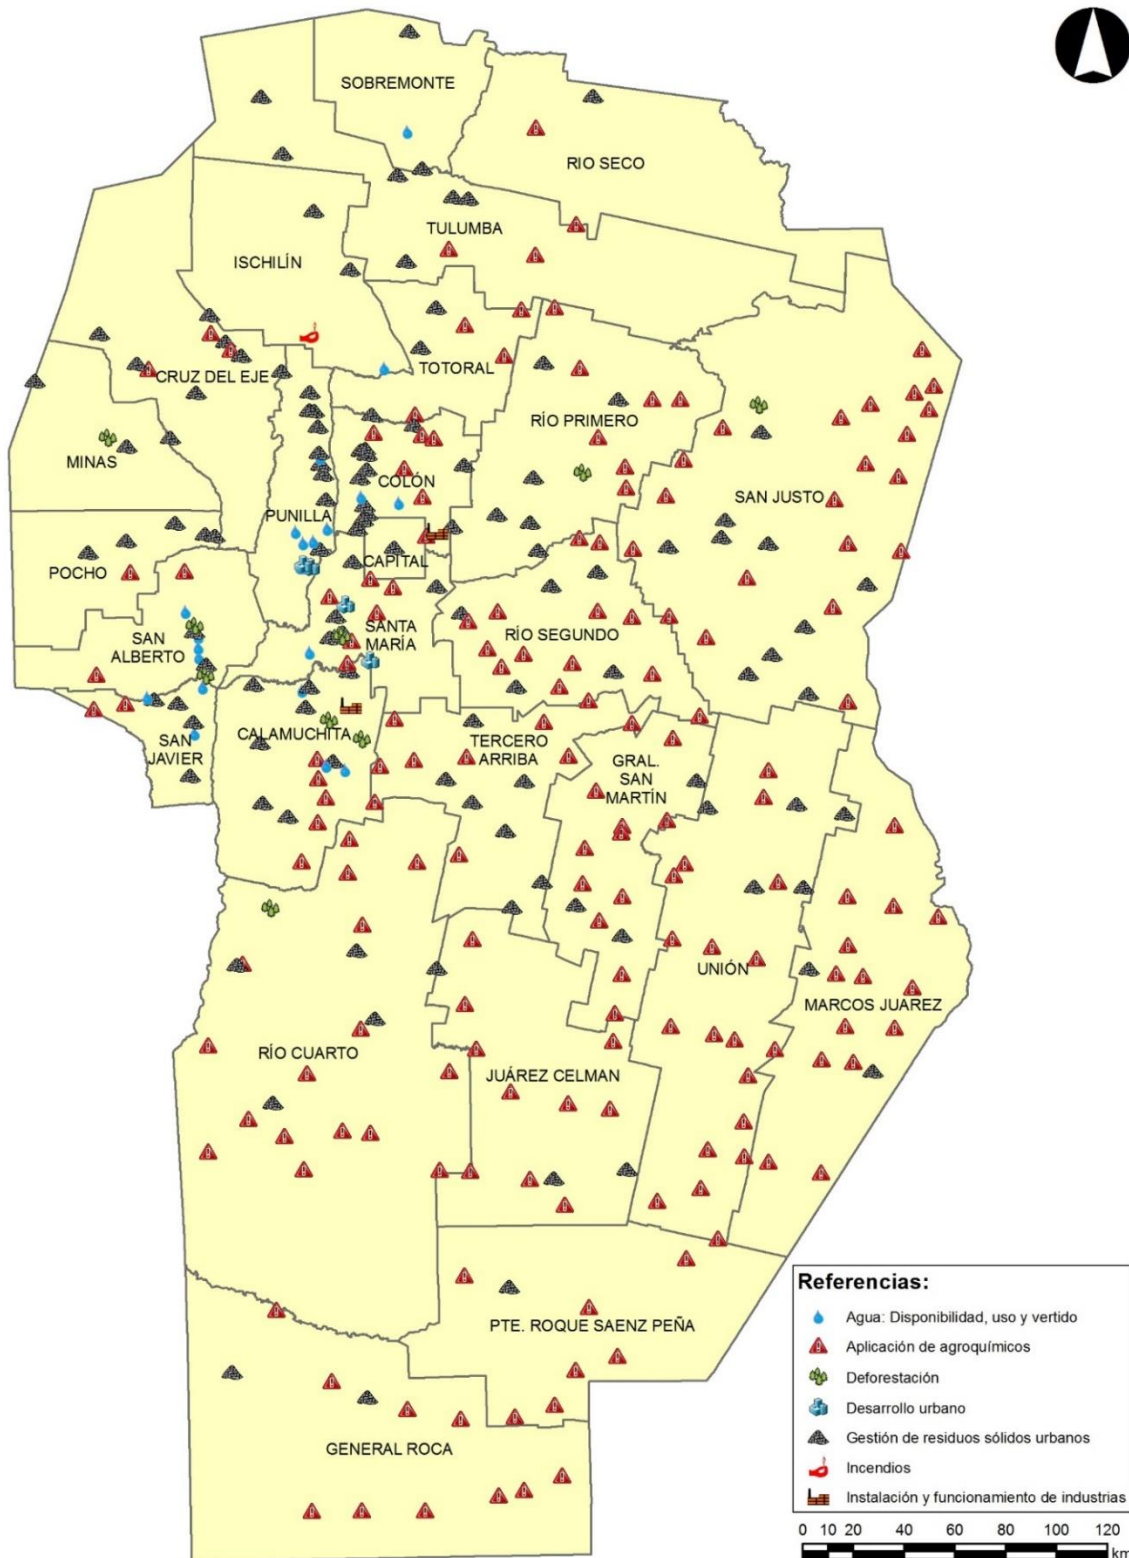 SOBREMONTE
RIO SECO
TULUMBA
ISCHILÍN
TOTORAL
CRUZ DEL EJE
RÍO PRIMERO
MINAS
COLÓN
SAN JUSTO
PUNILLA
CAPITAL
POCHO
SANTA
MARÍA
RÍO SEGUNDO
SAN
ALBERTO
CALAMUCHITA
SAN
JAVIER
TERCERO
ARRIBA
GRAL.
SAN
MARTÍN
UNIÓN
MARCOS JUAREZ
RÍO CUARTO
JUÁREZ CELMAN
PTE. ROQUE SAENZ PEÑA
GENERAL ROCA
Referencias:
Agua: Disponibilidad, uso y vertido
Aplicación de agroquímicos
Deforestación
Desarrollo urbano
Gestión de residuos sólidos urbanos
Incendios
Instalación y funcionamiento de industrias
0 10 20 40 60 80 100 120
km